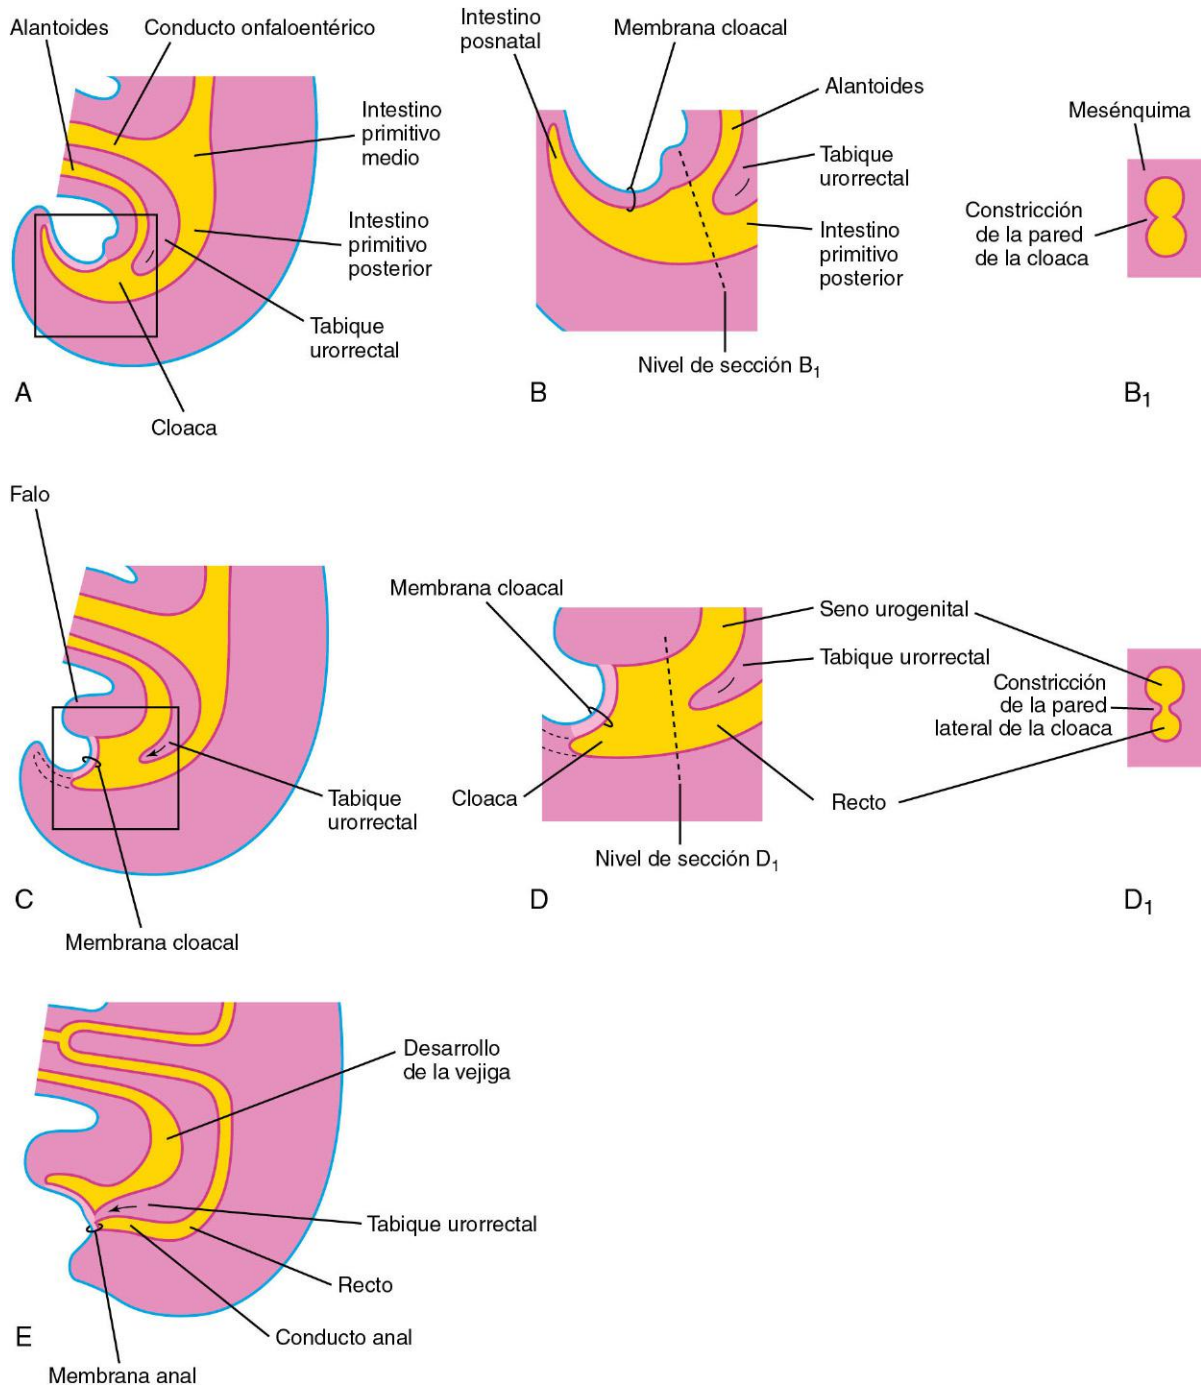 Alantoides
Conducto onfaloentérico
Intestino
primitivo
medio
Intestino
primitivo
posterior
Tabique
urorrectal
Cloaca
A
Intestino
posnatal
Membrana cloacal
Alantoides
Tabique
urorrectal
Intestino
primitivo
posterior
Nivel de sección B₁
B
Mesénquima
Constricción
de la pared
de la cloaca
B₁
Falo
Tabique
urorrectal
Membrana cloacal
C
Membrana cloacal
Seno urogenital
Tabique urorrectal
Cloaca
Recto
Nivel de sección D₁
D
Constricción
de la pared
lateral de la cloaca
D₁
Desarrollo
de la vejiga
Tabique urorrectal
Recto
Conducto anal
Membrana anal
E